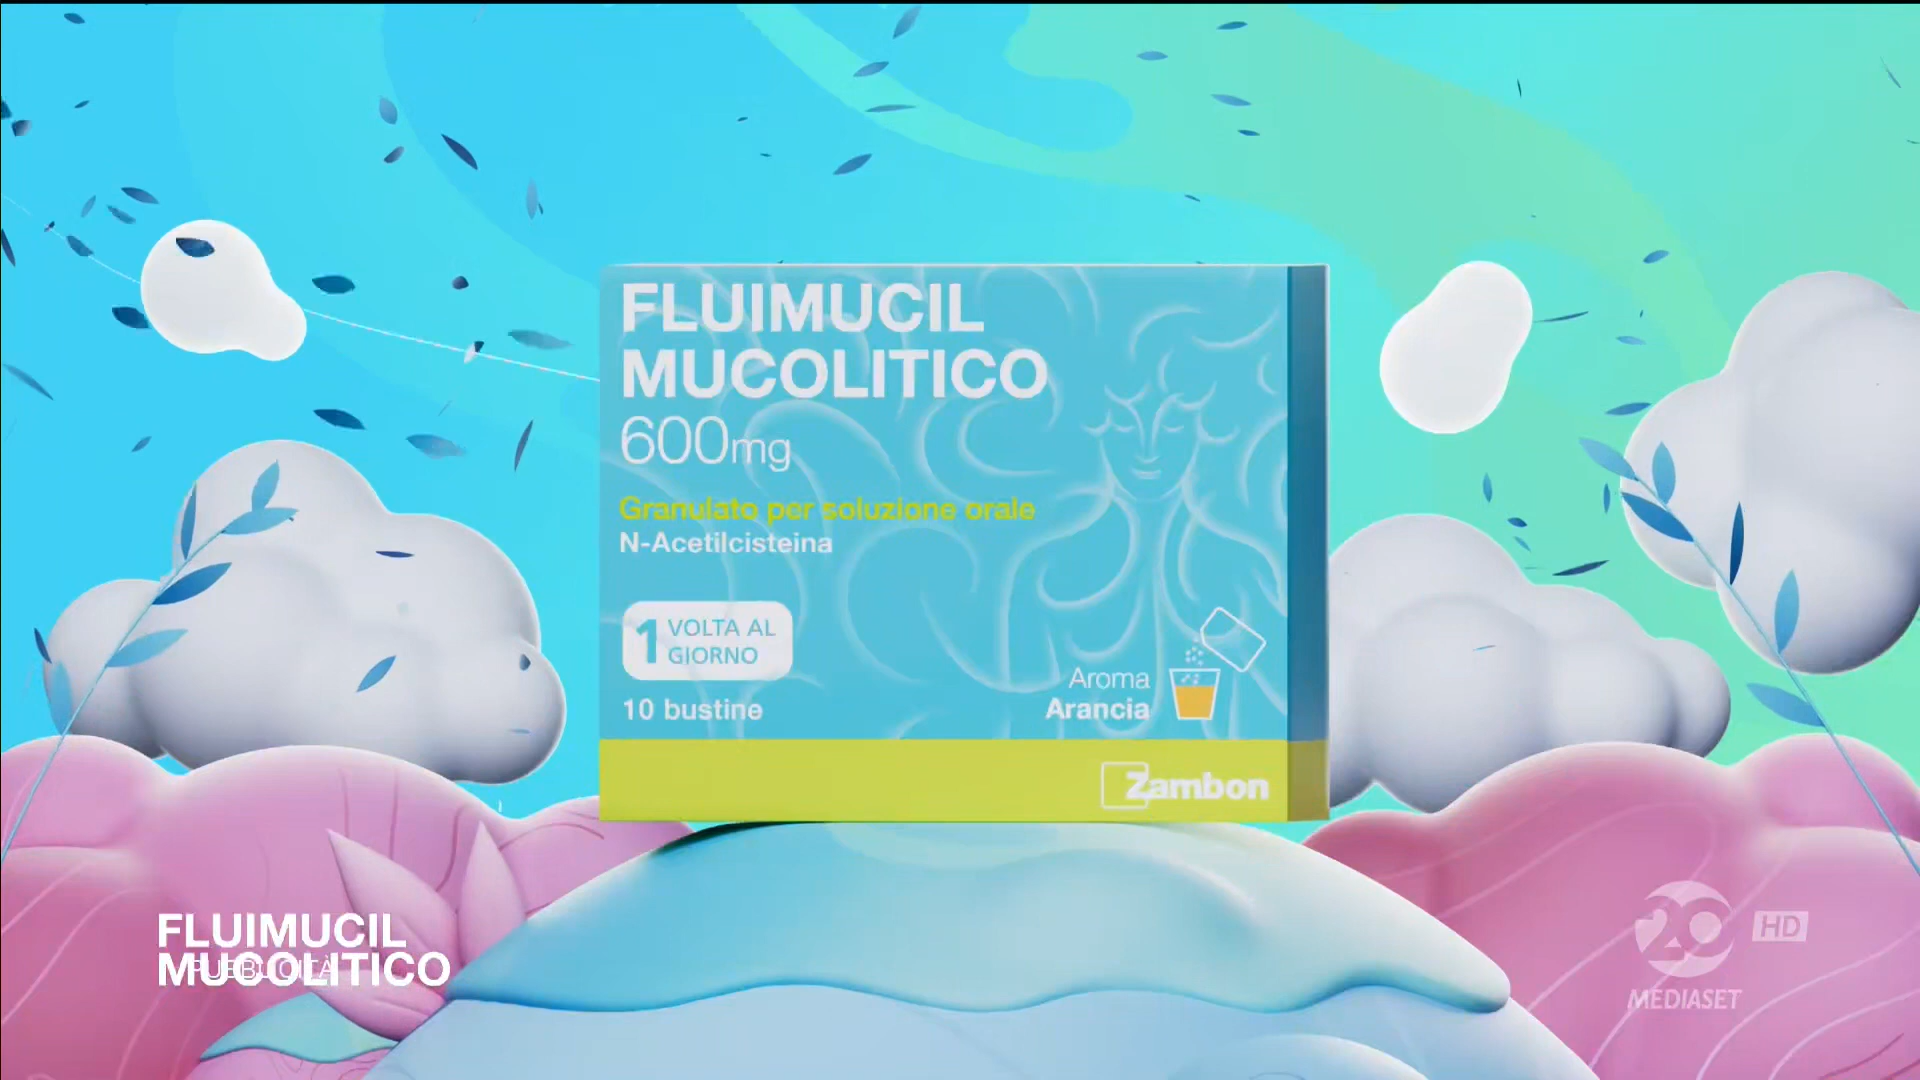 FLUIMUCIL
MUCOLITICO
600mg
Granulato per soluzione orale
N-Acetilcisteina
1 VOLTA AL
GIORNO
10 bustine
Aroma
Arancia
Zambon
FLUIMUCIL
MUCOLITICO
PUBBLICITÀ
20 HD
MEDIASET